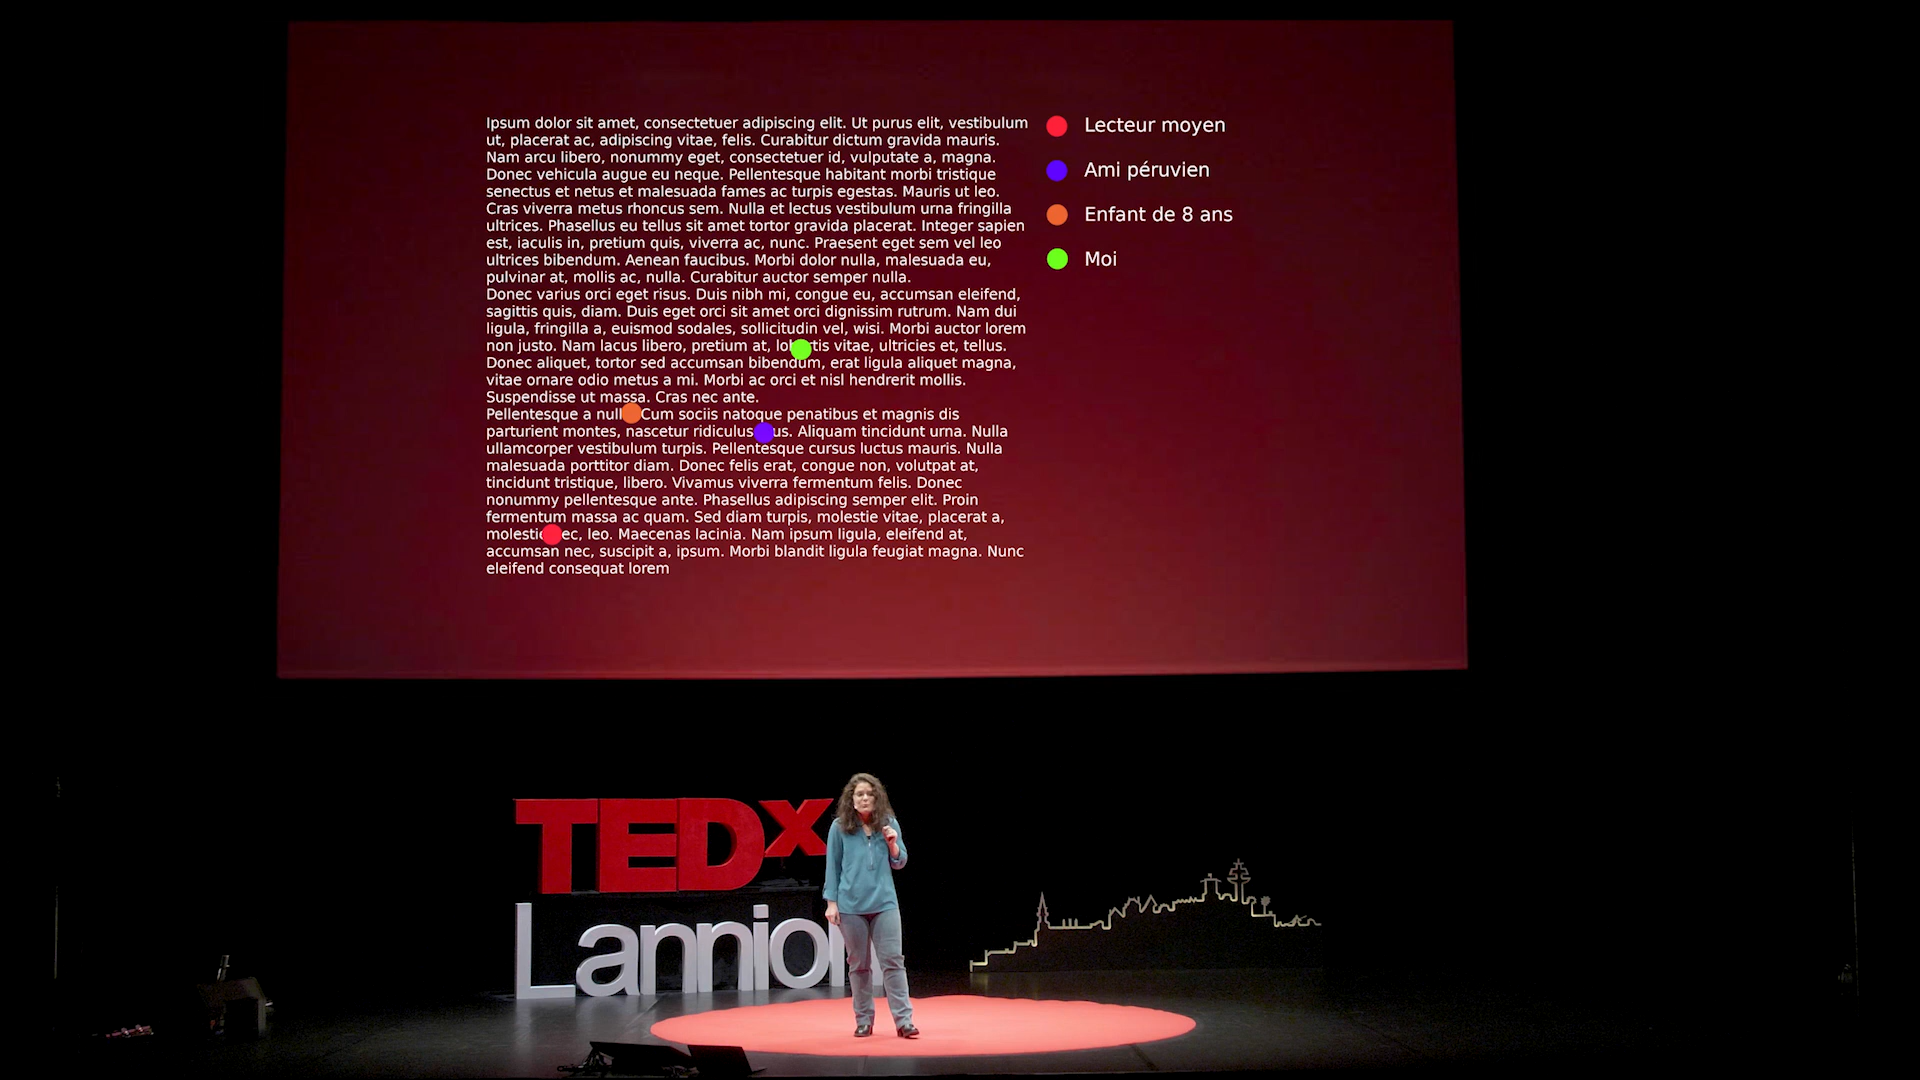 Ipsum dolor sit amet, consectetuer adipiscing elit. Ut purus elit, vestibulum
ut, placerat ac, adipiscing vitae, felis. Curabitur dictum gravida mauris.
Nam arcu libero, nonummy eget, consectetuer id, vulputate a, magna.
Donec vehicula augue eu neque. Pellentesque habitant morbi tristique
senectus et netus et malesuada fames ac turpis egestas. Mauris ut leo.
Cras viverra metus rhoncus sem. Nulla et lectus vestibulum urna fringilla
ultrices. Phasellus eu tellus sit amet tortor gravida placerat. Integer sapien
est, iaculis in, pretium quis, viverra ac, nunc. Praesent eget sem vel leo
ultrices bibendum. Aenean faucibus. Morbi dolor nulla, malesuada eu,
pulvinar at, mollis ac, nulla. Curabitur auctor semper nulla.
Donec varius orci eget risus. Duis nibh mi, congue eu, accumsan eleifend,
sagittis quis, diam. Duis eget orci sit amet orci dignissim rutrum. Nam dui
ligula, fringilla a, euismod sodales, sollicitudin vel, wisi. Morbi auctor lorem
non justo. Nam lacus libero, pretium at, vitae, ultricies et, tellus.
Donec aliquet, tortor sed accumsan bibendum, erat ligula aliquet magna,
vitae ornare odio metus a mi. Morbi ac orci et nisl hendrerit mollis.
Suspendisse ut massa. Cras nec ante.
Pellentesque a Cum sociis natoque penatibus et magnis dis
parturient montes, nascetur ridiculus Aliquam tincidunt urna. Nulla
ullamcorper vestibulum turpis. Pellentesque cursus luctus mauris. Nulla
malesuada porttitor diam. Donec felis erat, congue non, volutpat at,
tincidunt tristique, libero. Vivamus viverra fermentum felis. Donec
nonummy pellentesque ante. Phasellus adipiscing semper elit. Proin
fermentum massa ac quam. Sed diam turpis, molestie vitae, placerat a,
leo. Maecenas lacinia. Nam ipsum ligula, eleifend at,
accumsan nec, suscipit a, ipsum. Morbi blandit ligula feugiat magna. Nunc
eleifend consequat lorem
Lecteur moyen
Ami péruvien
Enfant de 8 ans
Moi
TEDx
Lannion